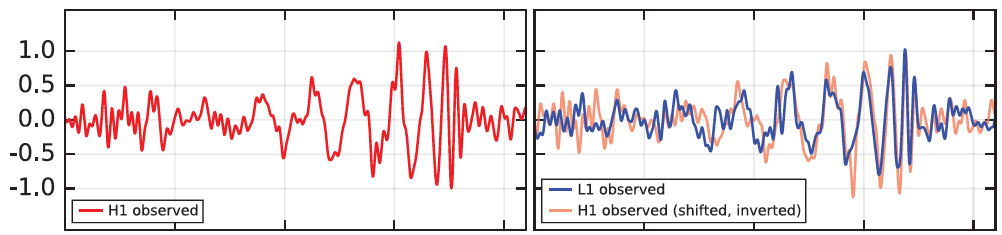 1.0
0.5
0.0
-0.5
-1.0
H1 observed
L1 observed
H1 observed (shifted, inverted)